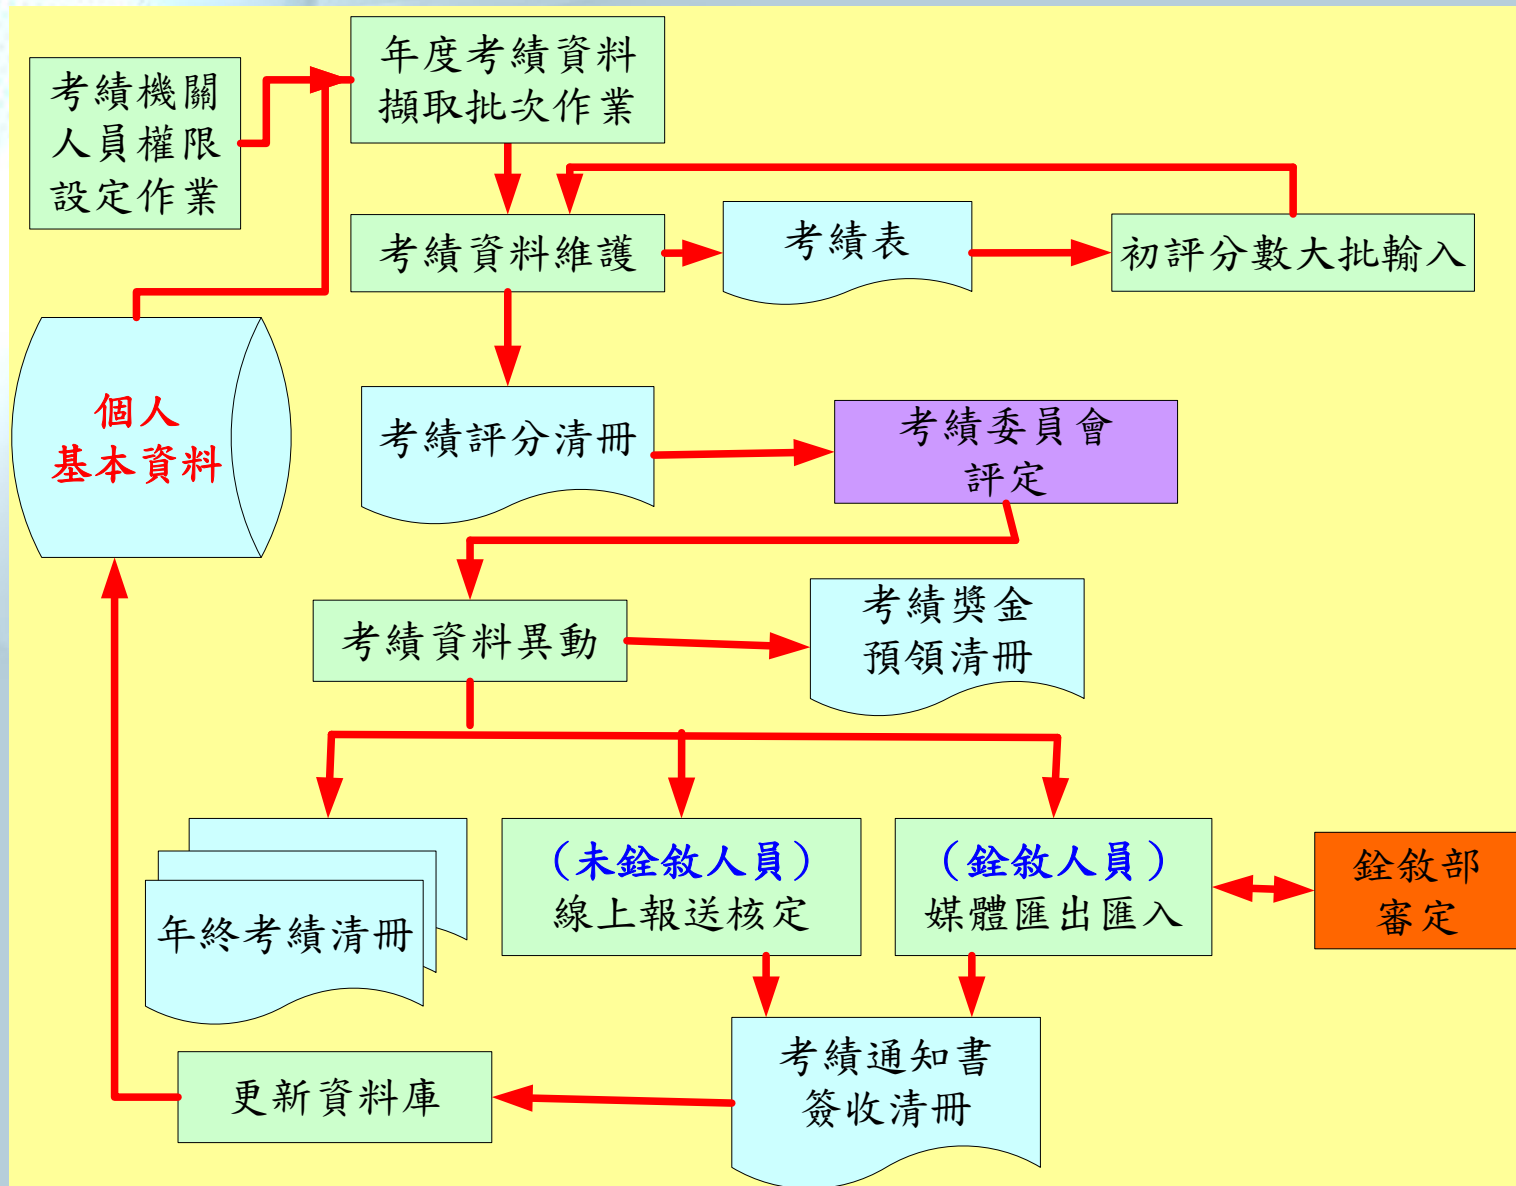 考績機關
人員權限
設定作業
年度考績資料
擷取批次作業
考績資料維護
考績表
初評分數大批輸入
個人
基本資料
考績評分清冊
考績委員會
評定
考績資料異動
考績獎金
預領清冊
年終考績清冊
（未銓敘人員）
線上報送核定
（銓敘人員）
媒體匯出匯入
銓敘部
審定
更新資料庫
考績通知書
簽收清冊